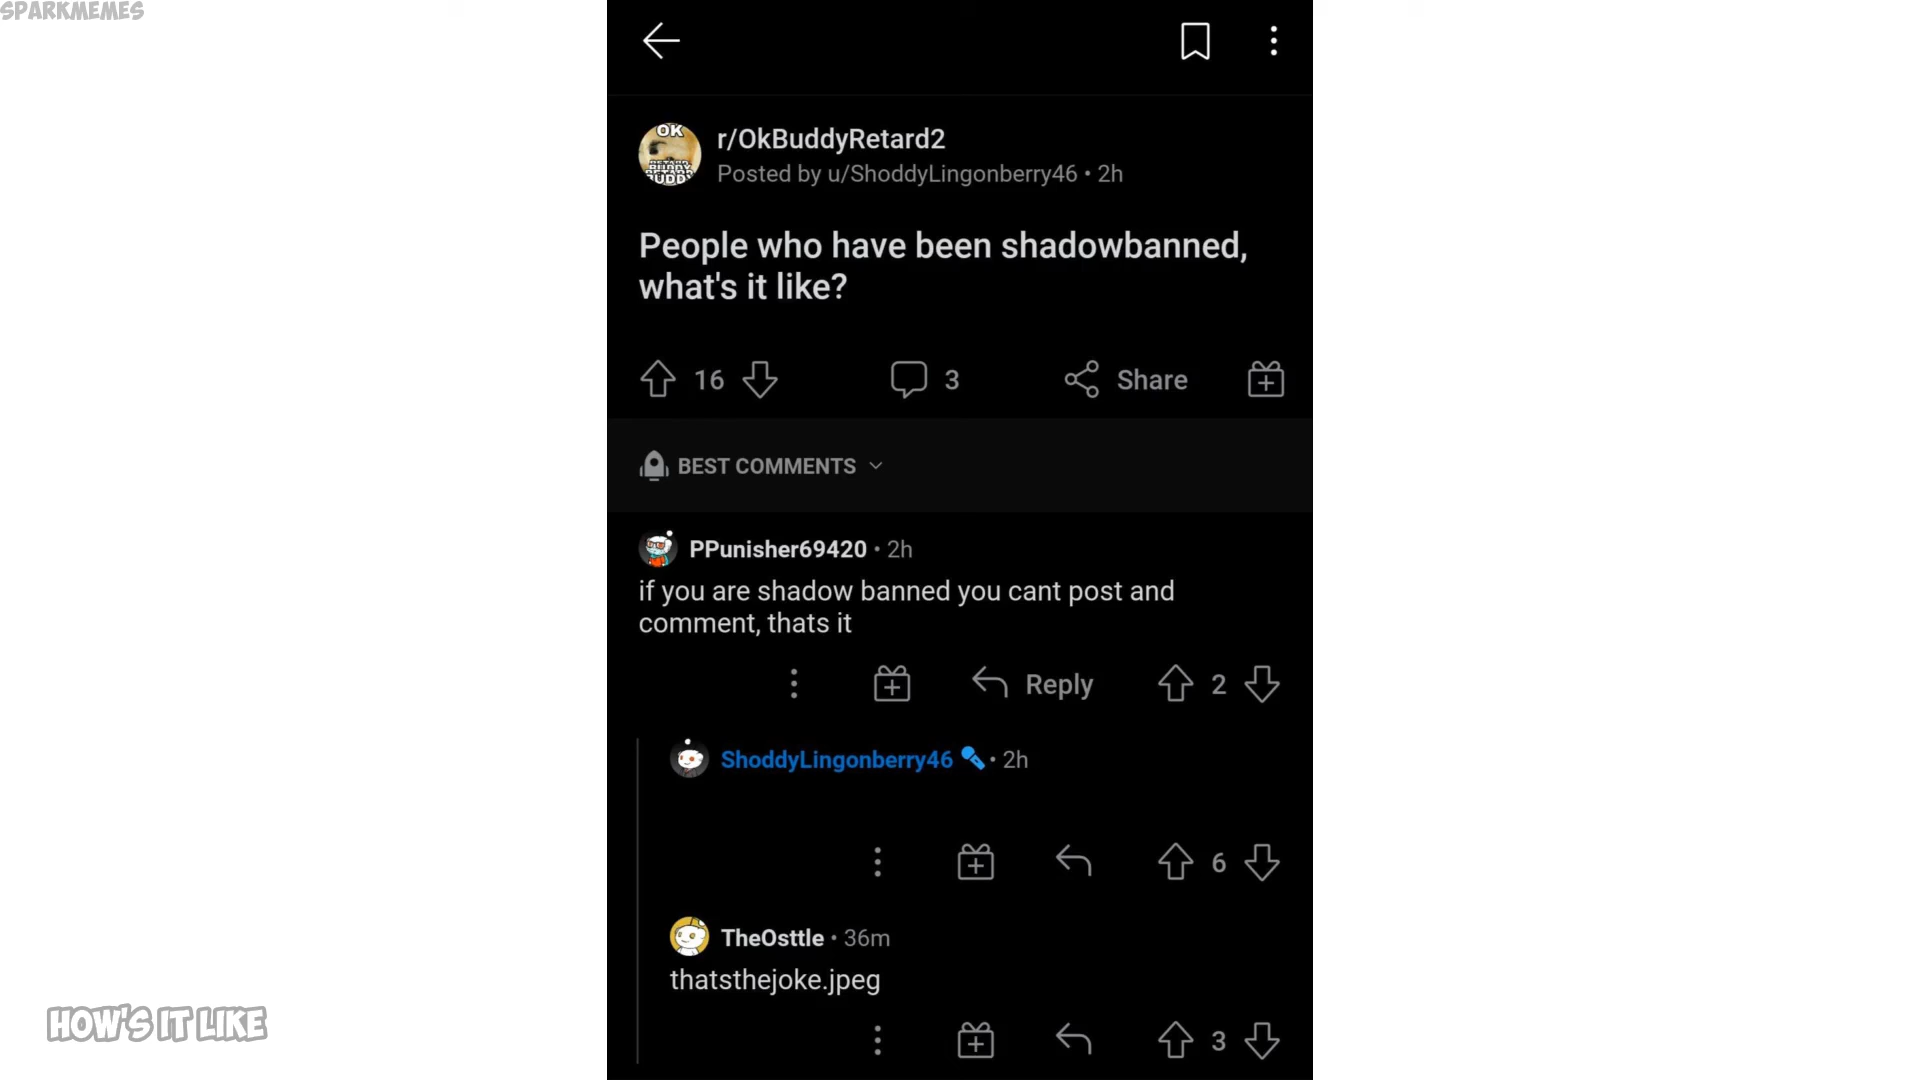 SPARKMEMES
r/OkBuddyRetard2
Posted by u/ShoddyLingonberry46 • 2h
People who have been shadowbanned,
what's it like?
16
3
Share
BEST COMMENTS
PPunisher69420 • 2h
if you are shadow banned you cant post and
comment, thats it
Reply
2
ShoddyLingonberry46 • 2h
6
TheOsttle • 36m
thatsthejoke.jpeg
3
HOW'S IT LIKE